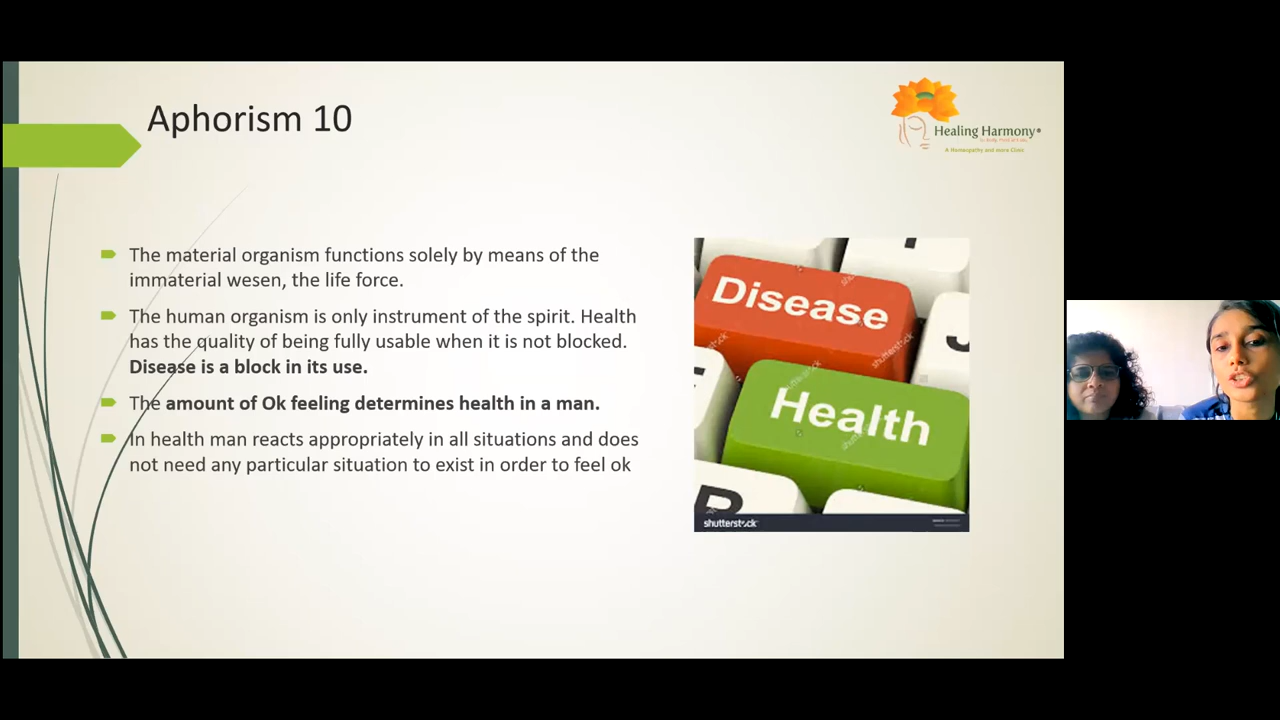 Aphorism 10
Healing Harmony®
A Homeopathy and more Clinic
The material organism functions solely by means of the
immaterial wesen, the life force.
The human organism is only instrument of the spirit. Health
has the quality of being fully usable when it is not blocked.
Disease is a block in its use.
The amount of Ok feeling determines health in a man.
In health man reacts appropriately in all situations and does
not need any particular situation to exist in order to feel ok
Disease
Health
shutterstock